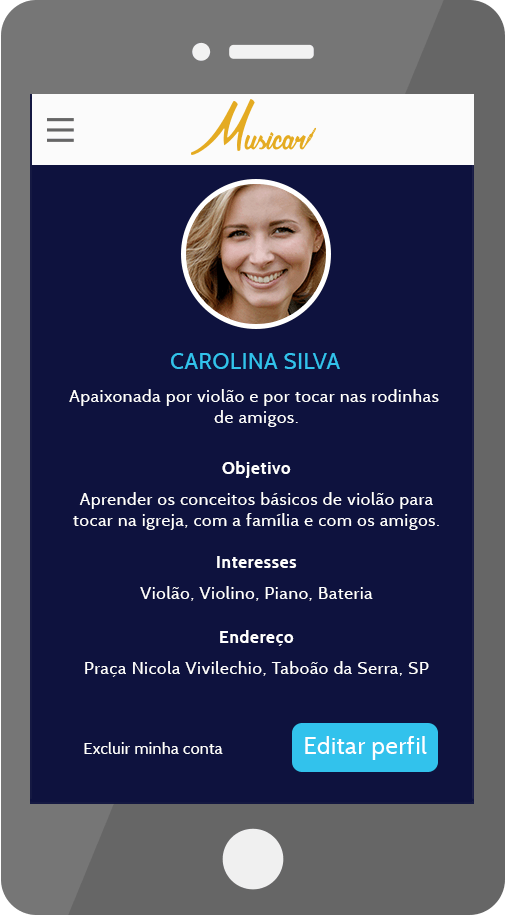 Musicar
CAROLINA SILVA
Apaixonada por violão e por tocar nas rodinhas
de amigos.
Objetivo
Aprender os conceitos básicos de violão para
tocar na igreja, com a família e com os amigos.
Interesses
Violão, Violino, Piano, Bateria
Endereço
Praça Nicola Vivilechio, Taboão da Serra, SP
Excluir minha conta
Editar perfil